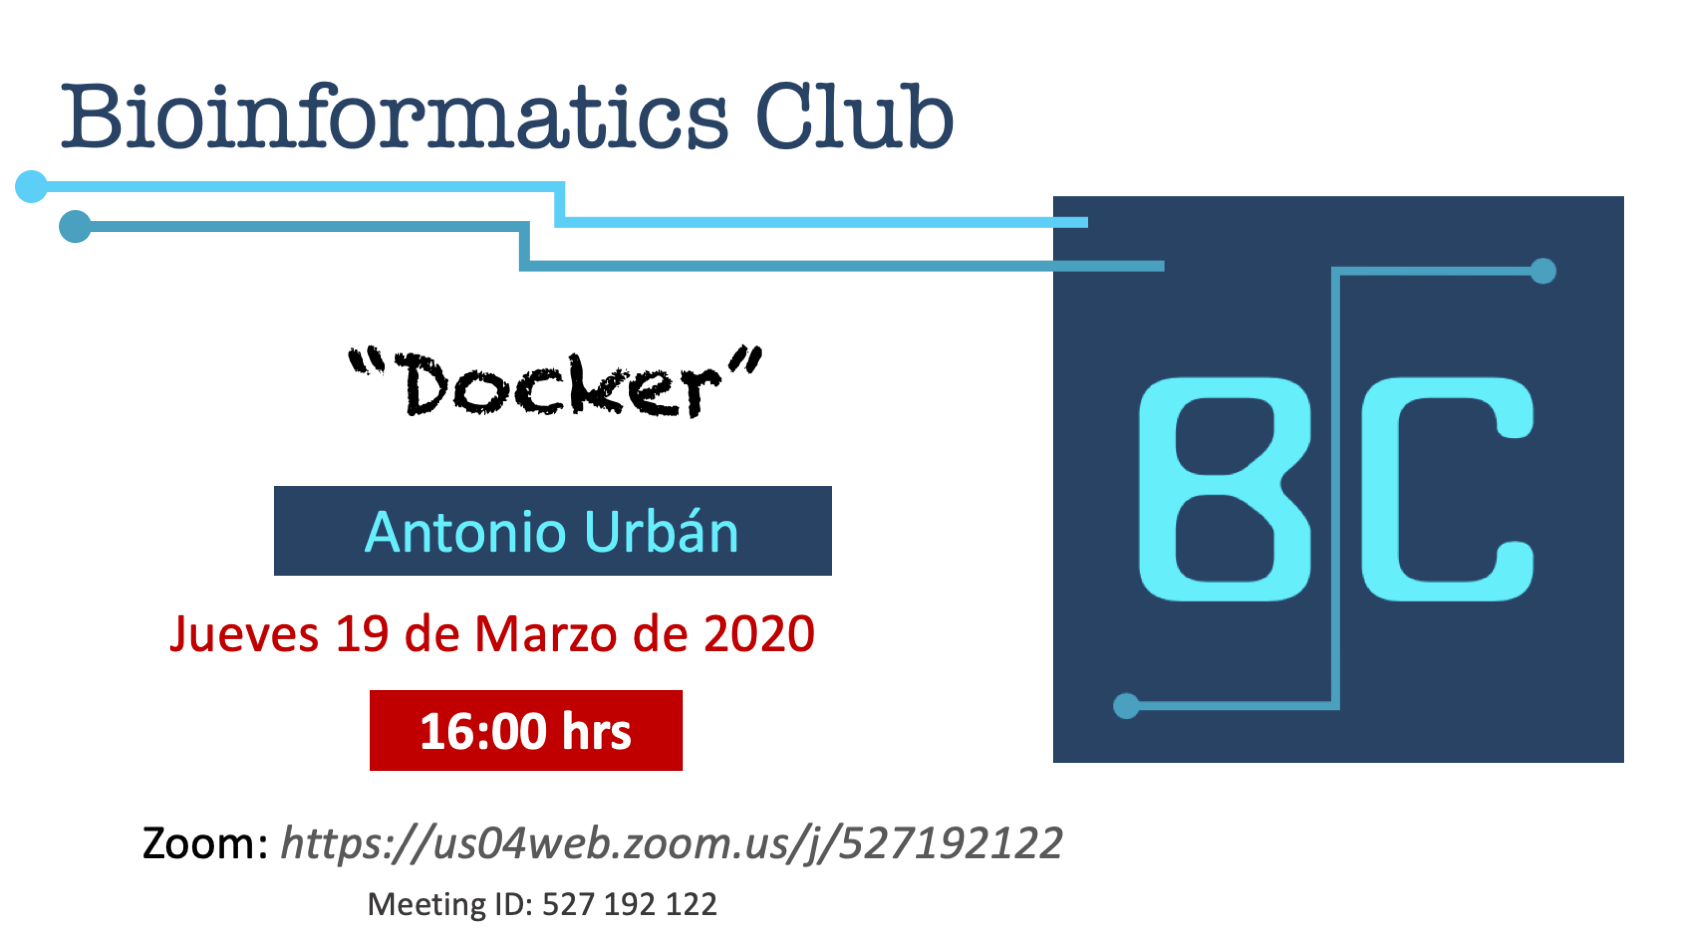 Bioinformatics Club
“Docker”
Antonio Urbán
Jueves 19 de Marzo de 2020
16:00 hrs
Zoom: https://us04web.zoom.us/j/527192122
Meeting ID: 527 192 122
BC